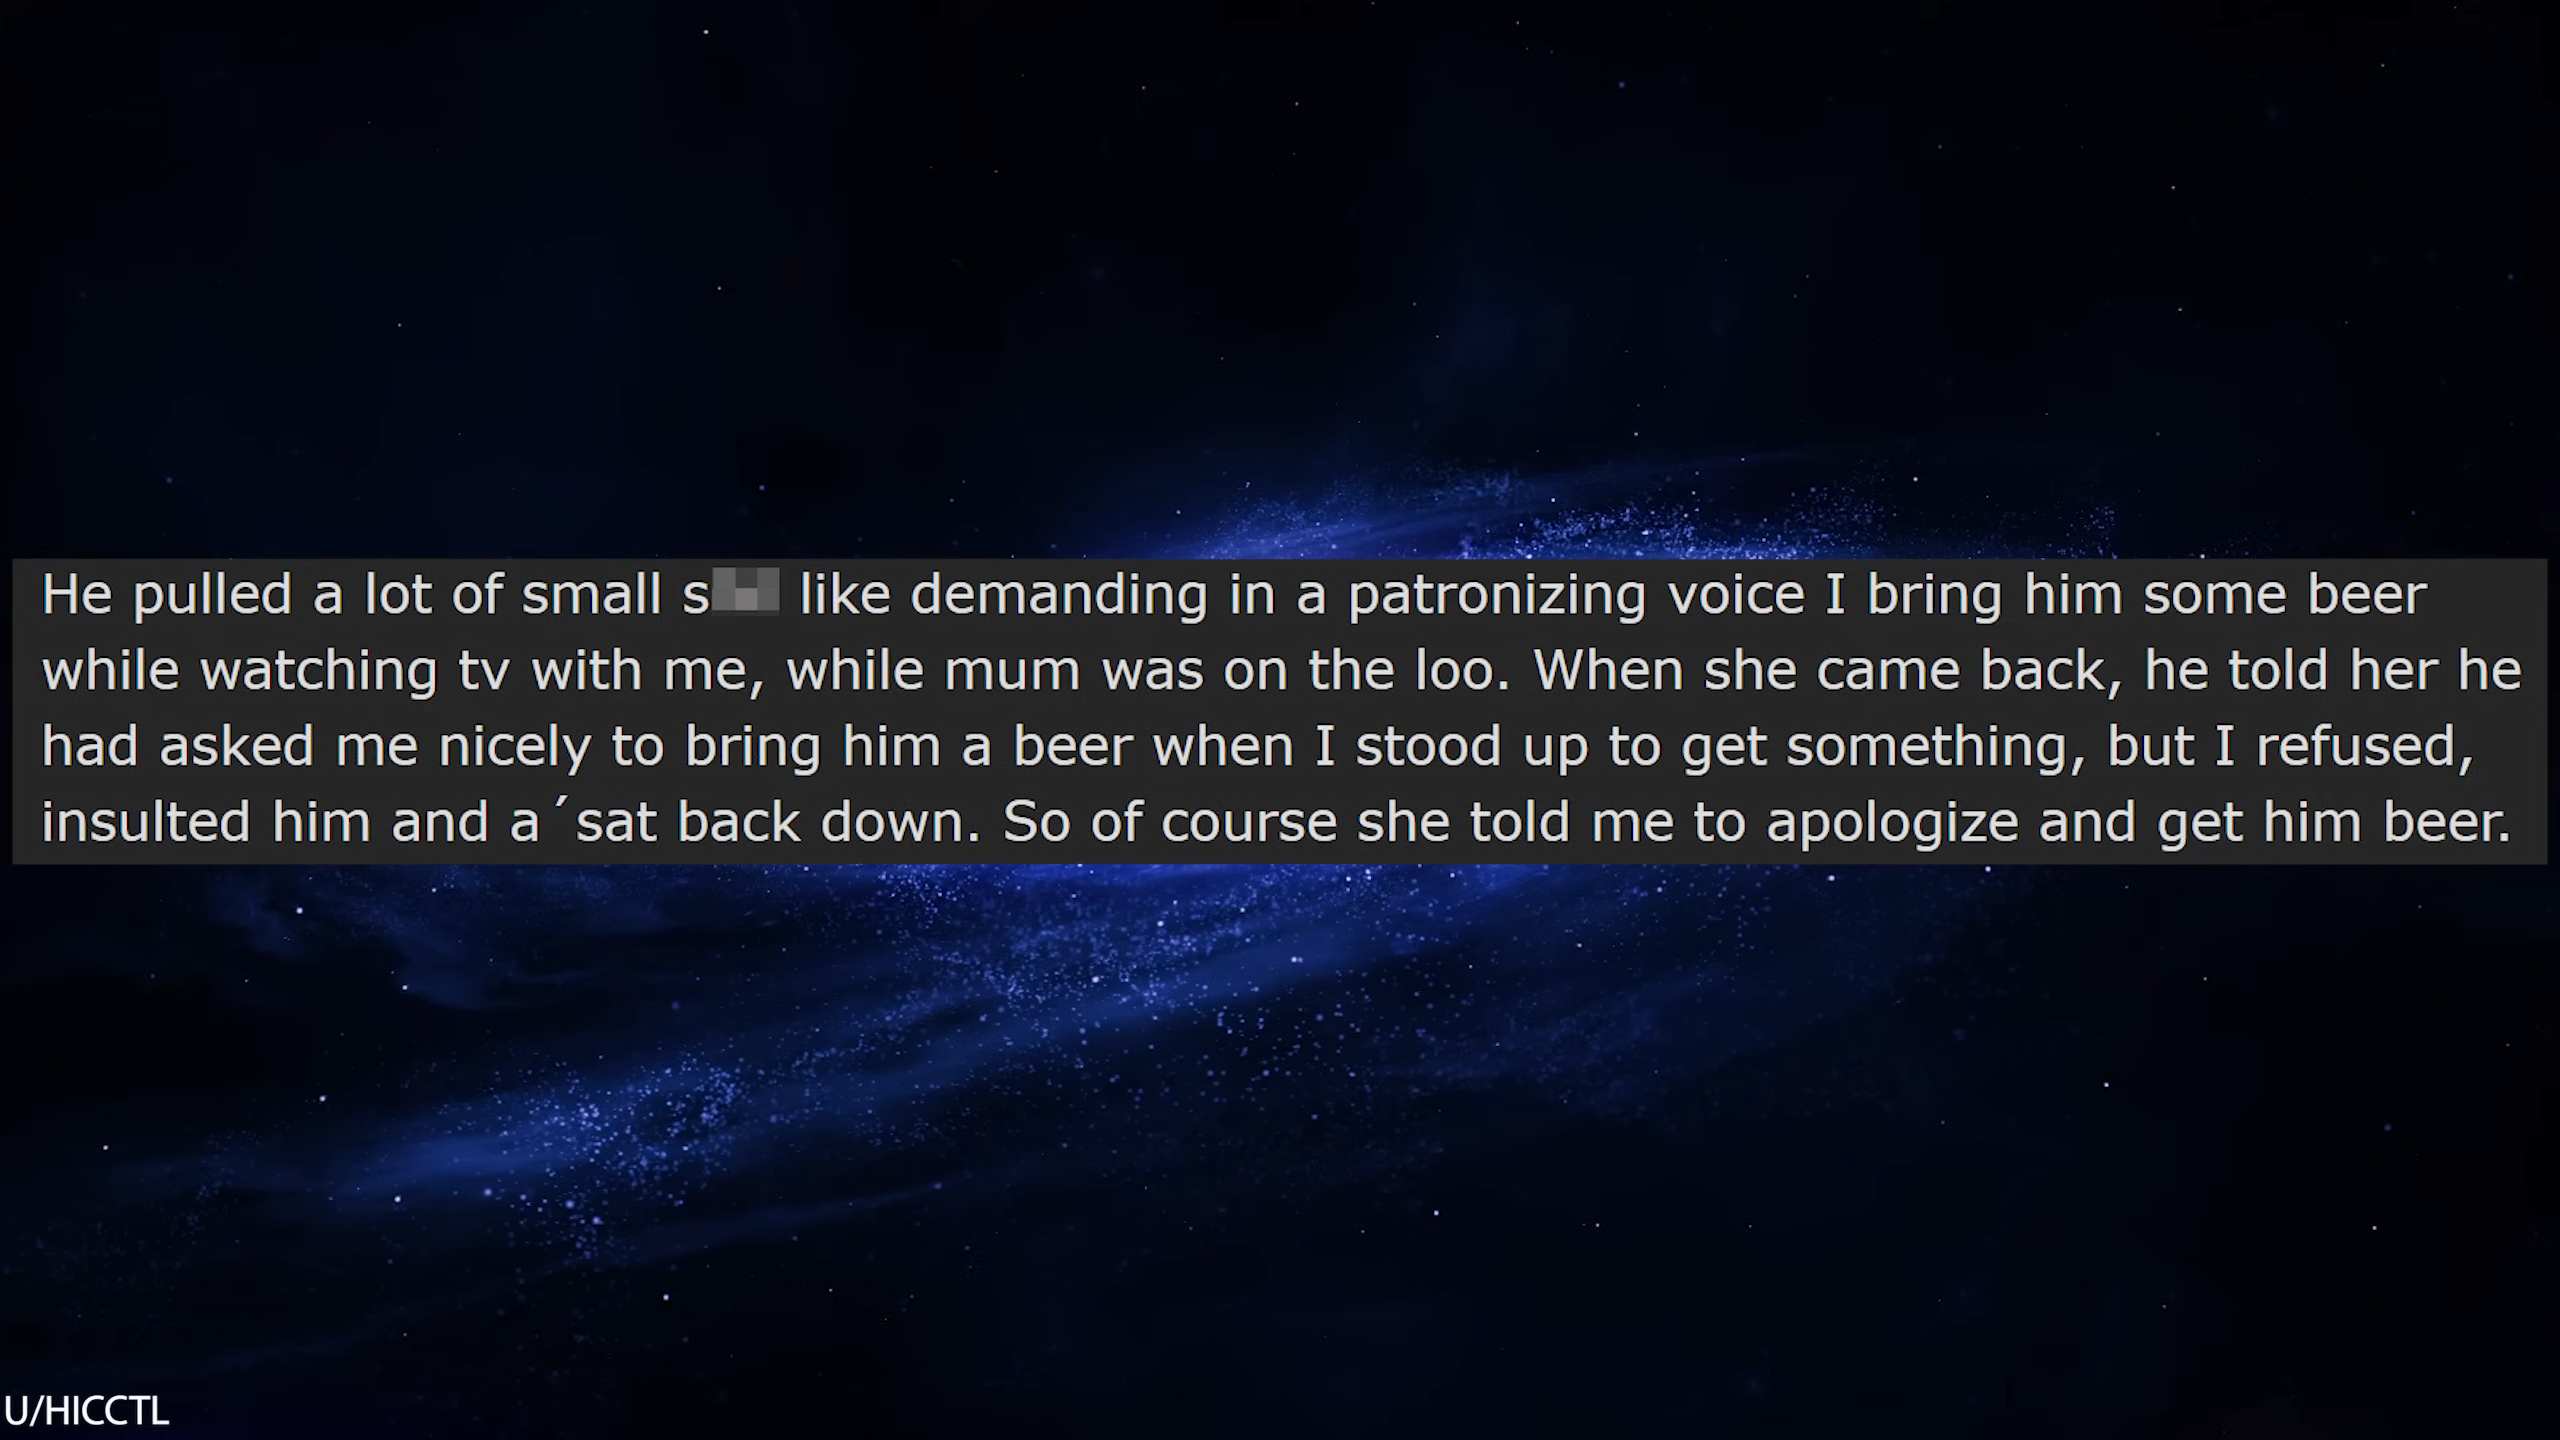 He pulled a lot of small s like demanding in a patronizing voice I bring him some beer
while watching tv with me, while mum was on the loo. When she came back, he told her he
had asked me nicely to bring him a beer when I stood up to get something, but I refused,
insulted him and a´sat back down. So of course she told me to apologize and get him beer.
U/HICCTL